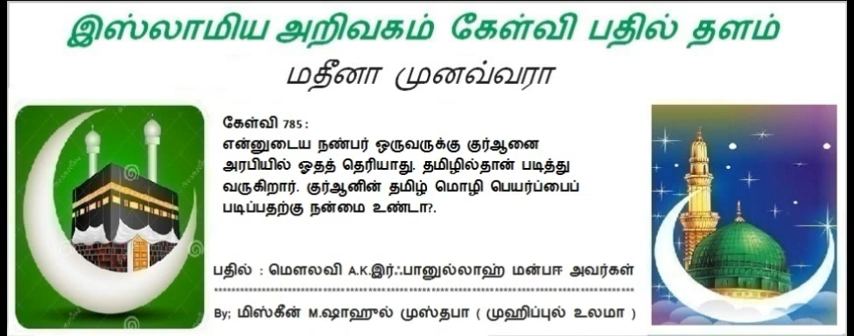 இஸ்லாமிய அறிவகம் கேள்வி பதில் தளம்
மதீனா முனவ்வரா
கேள்வி 785 :
என்னுடைய நண்பர் ஒருவருக்கு குர்ஆனை
அரபியில் ஓதத் தெரியாது. தமிழில்தான் படித்து
வருகிறார். குர்ஆனின் தமிழ் மொழி பெயர்ப்பைப்
படிப்பதற்கு நன்மை உண்டா?.
பதில் : மௌலவி A.K.இர்ஃபானுல்லாஹ் மன்பஈ அவர்கள்
By; மிஸ்கீன் M.ஷாஹுல் முஸ்தபா ( முஹிப்புல் உலமா )